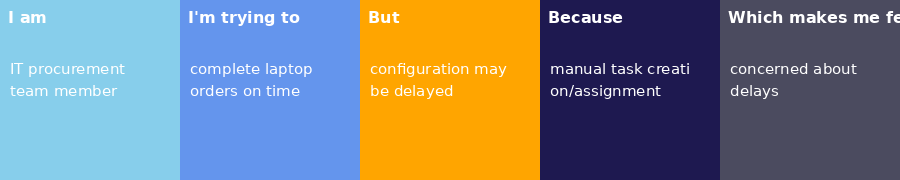 I am
IT procurement
team member
I'm trying to
complete laptop
orders on time
But
configuration may
be delayed
Because
manual task creati
on/assignment
Which makes me fe
concerned about
delays